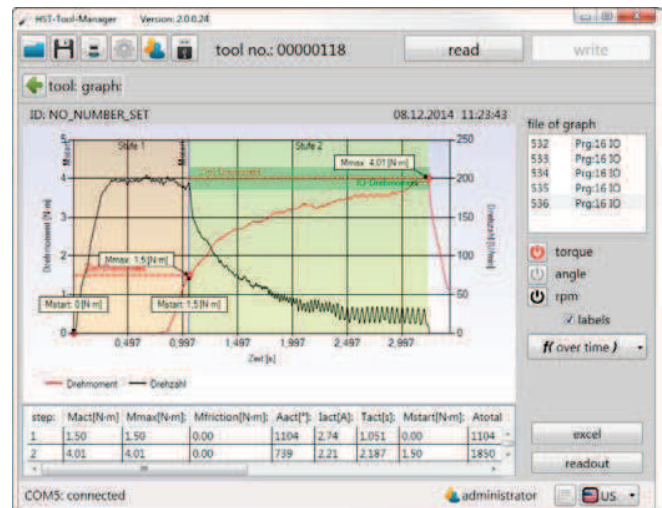 HST-Tool-Manager Version: 2.0.0.24
tool no.: 00000118
read
write
tool: graph:
ID: NO_NUMBER_SET
08.12.2014 11:23:43
file of graph
532 Prg:16 IO
533 Prg:16 IO
534 Prg:16 IO
535 Prg:16 IO
536 Prg:16 IO
torque
angle
rpm
labels
f( over time )
Stufe 1
Stufe 2
Mmax: 4.01[N·m]
Mmax: 1.5[N·m]
Mstart: 0[N·m]
Mstart: 1.5[N·m]
IO Drehmoment
Drehmoment [N·m]
5
4
3
2
1
0
250
200
150
100
50
0
0,497 0,997 1,497 1,997 2,497 2,997
Zeit [s]
Drehmoment Drehzahl
step: Mact[N·m] Mmax[N·m]: Mfriction[N·m]: Aact[°]: Iact[A]: Tact[s]: Mstart[N·m]: Atotal
1 1.50 1.50 0.00 1104 2.74 1.051 0.00 1104
2 4.01 4.01 0.00 739 2.21 2.187 1.50 1850
excel
readout
COM5: connected
administrator
US